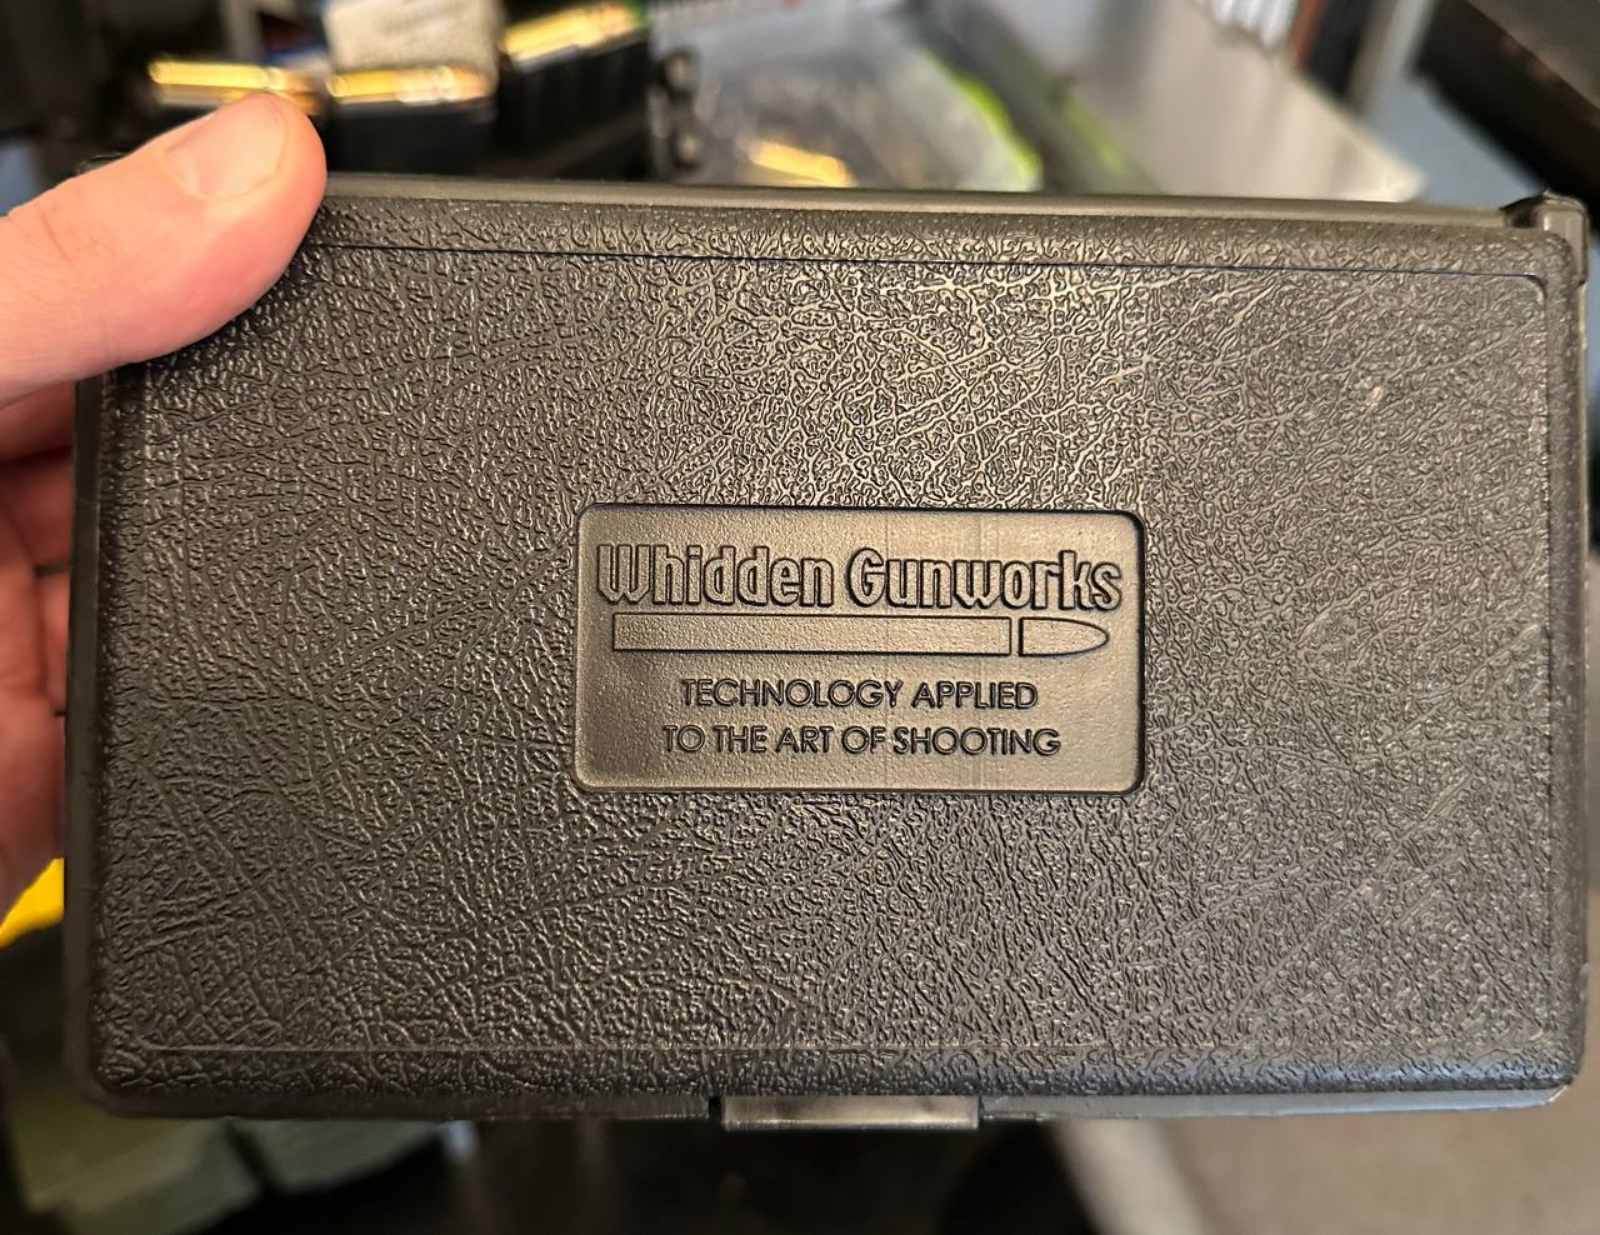 Whidden Gunworks
TECHNOLOGY APPLIED
TO THE ART OF SHOOTING